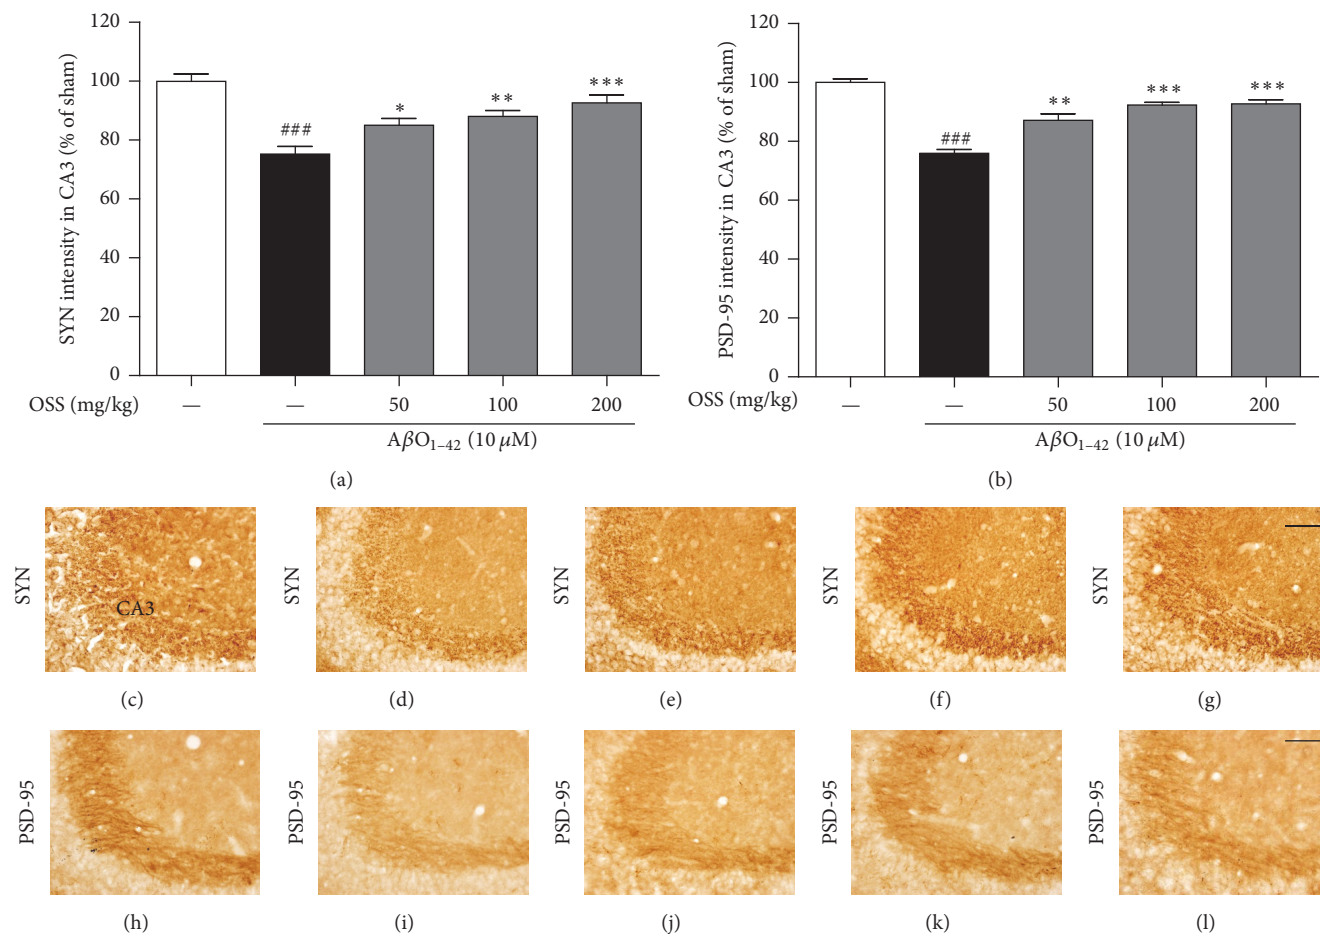 120
100
80
60
40
20
0
SYN intensity in CA3 (% of sham)
###
*
**
***
OSS (mg/kg)
— — 50 100 200
AβO1–42 (10 μM)
(a)
120
100
80
60
40
20
0
PSD-95 intensity in CA3 (% of sham)
###
**
***
***
OSS (mg/kg)
— — 50 100 200
AβO1–42 (10 μM)
(b)
SYN
CA3
SYN
SYN
SYN
SYN
(c) (d) (e) (f) (g)
PSD-95
PSD-95
PSD-95
PSD-95
PSD-95
(h) (i) (j) (k) (l)